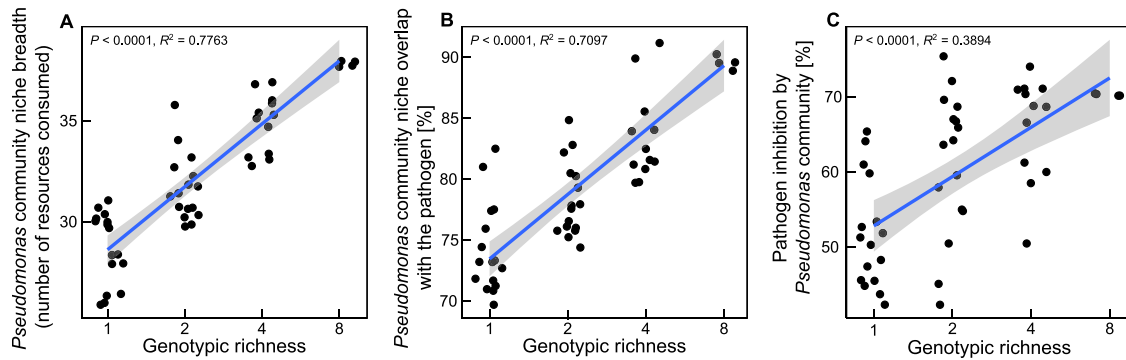 A
P < 0.0001, R² = 0.7763
Pseudomonas community niche breadth
(number of resources consumed)
35
30
1
2
4
8
Genotypic richness
B
P < 0.0001, R² = 0.7097
Pseudomonas community niche overlap
with the pathogen [%]
90
85
80
75
70
1
2
4
8
Genotypic richness
C
P < 0.0001, R² = 0.3894
Pathogen inhibition by
Pseudomonas community [%]
70
60
50
1
2
4
8
Genotypic richness